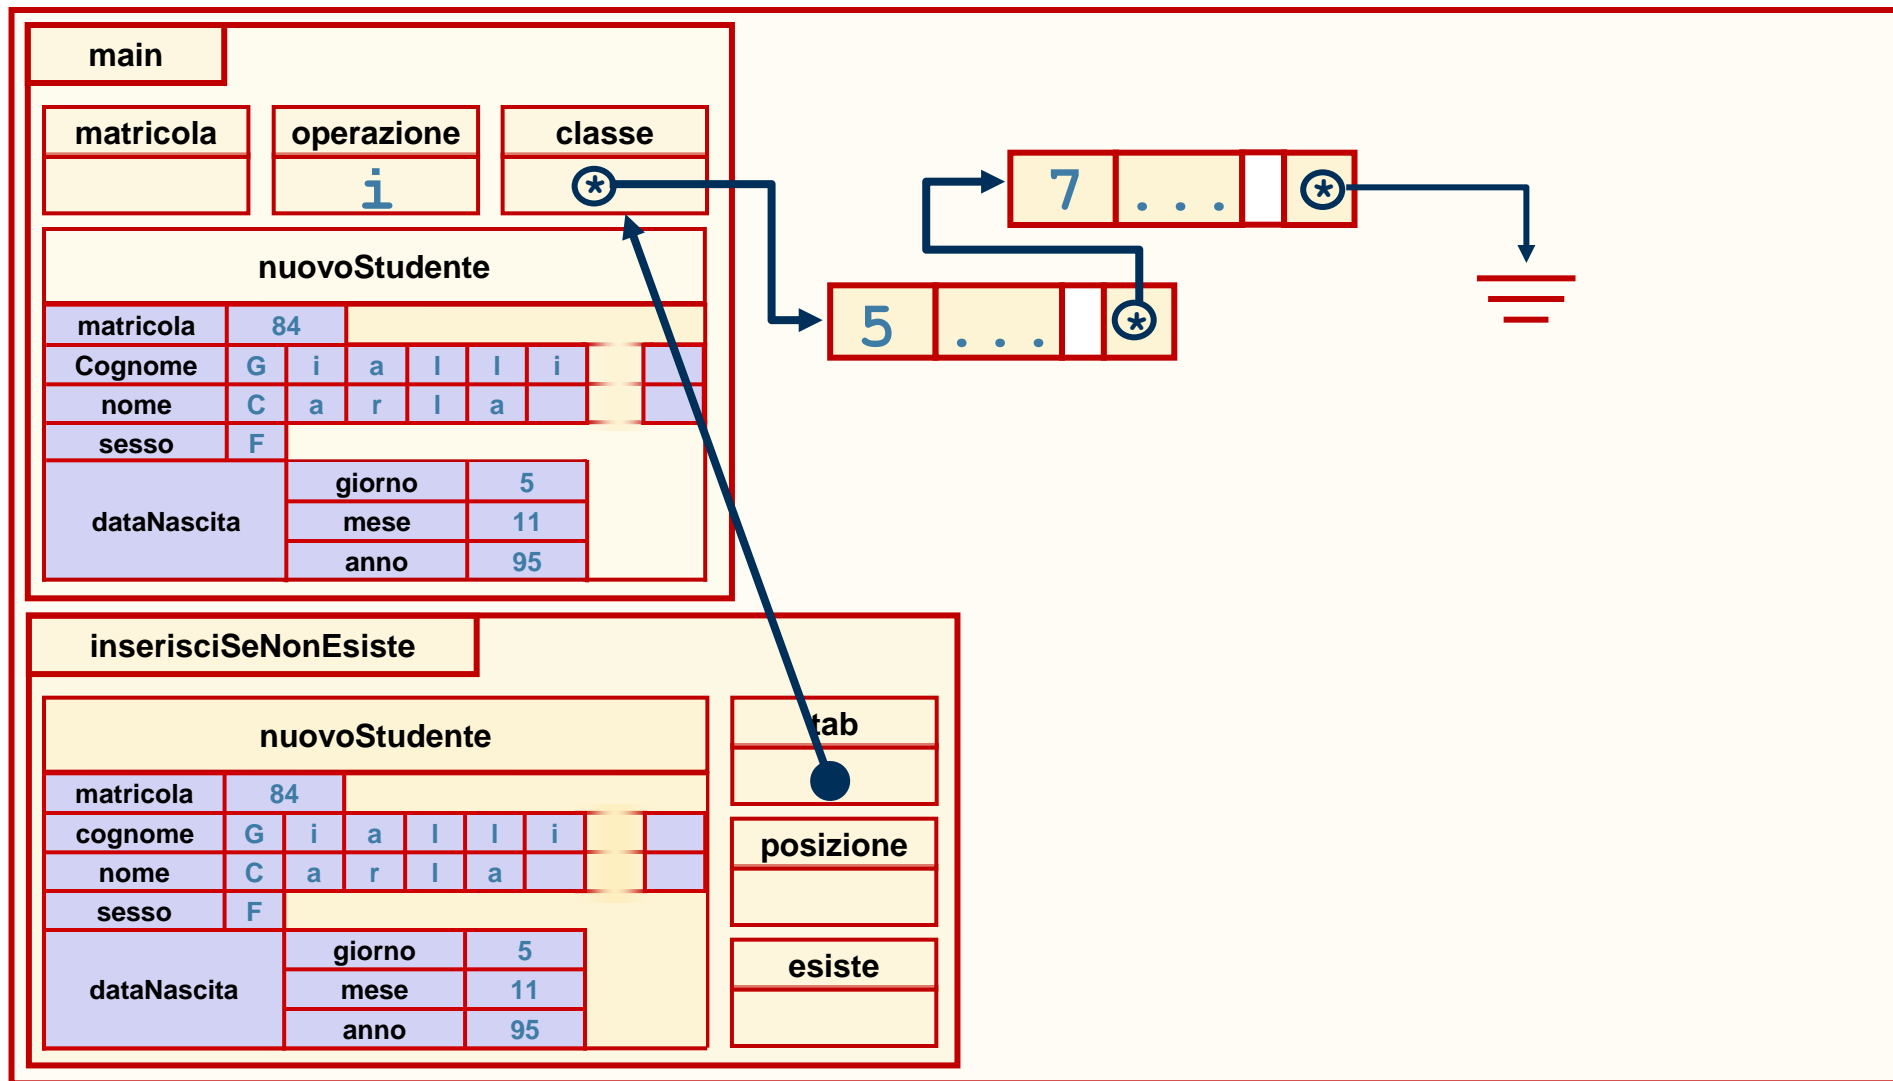 main
matricola operazione classe
i *
nuovoStudente
matricola 84
Cognome G i a l l i
nome C a r l a
sesso F
dataNascita
giorno 5
mese 11
anno 95
7 . . . *
5 . . . *
inserisciSeNonEsiste
nuovoStudente
matricola 84
cognome G i a l l i
nome C a r l a
sesso F
dataNascita
giorno 5
mese 11
anno 95
tab
posizione
esiste